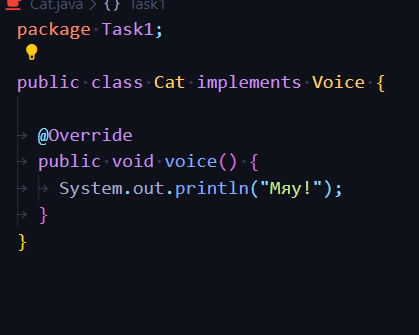 Cat.java > {} Task1
package Task1;
public class Cat implements Voice {
@Override
public void voice() {
System.out.println("Мяу!");
}
}